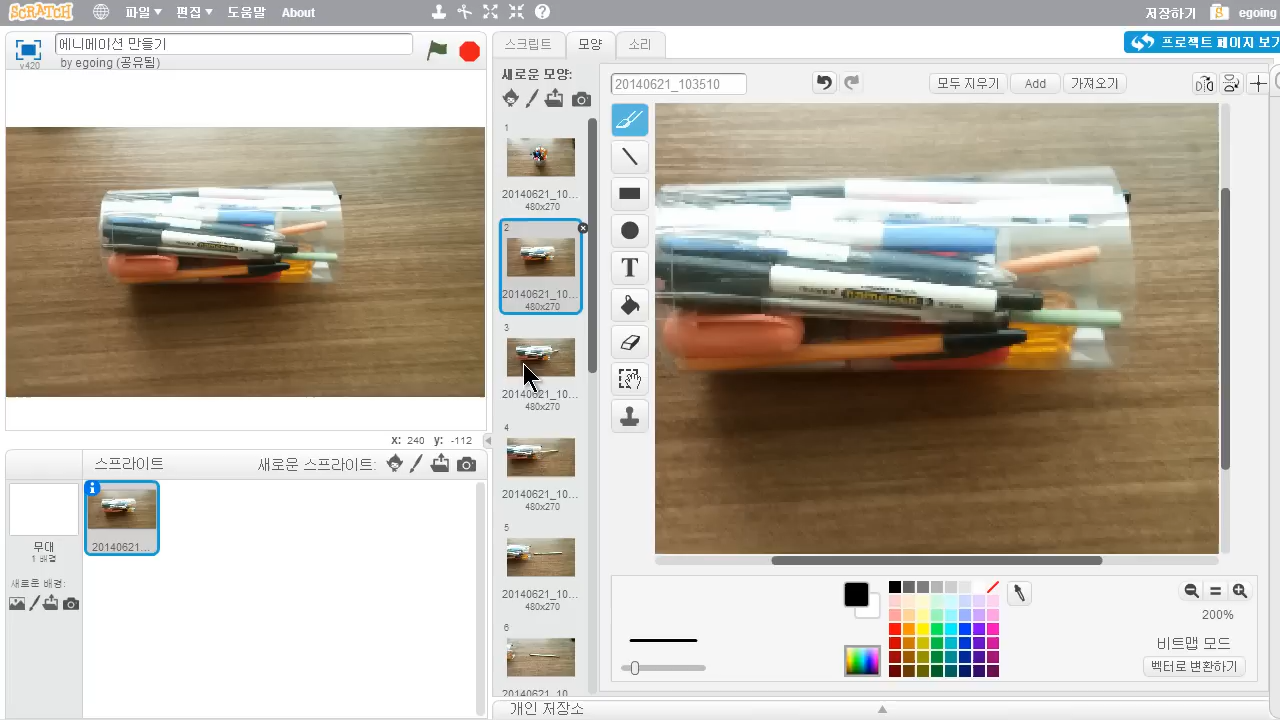 SCRATCH 파일▼ 편집▼ 도움말 About 저장하기 egoing
에니메이션 만들기
by egoing (공유됨)
v420
스크립트 모양 소리
프로젝트 페이지 보기
새로운 모양:
20140621_103510
모두 지우기 Add 가져오기
1
20140621_10...
480x270
2
20140621_10...
480x270
3
20140621_10...
480x270
4
20140621_10...
480x270
5
20140621_10...
480x270
6
20140621_10...
T
x: 240 y: -112
스프라이트 새로운 스프라이트:
무대
1 배경
새로운 배경:
20140621...
200%
비트맵 모드
벡터로 변환하기
개인 저장소